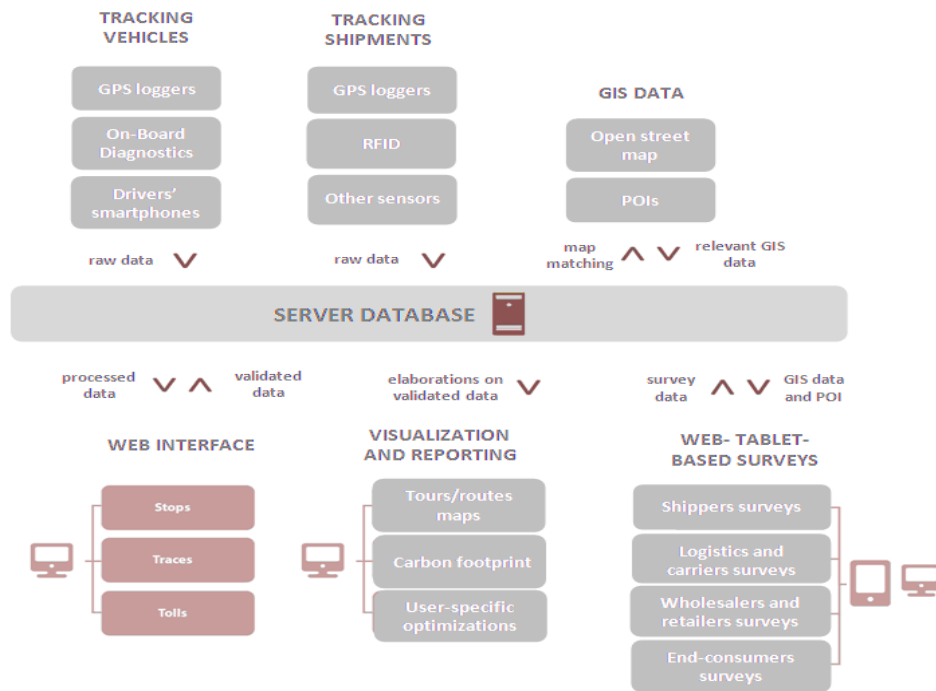 TRACKING
VEHICLES
GPS loggers
On-Board
Diagnostics
Drivers'
smartphones
raw data
TRACKING
SHIPMENTS
GPS loggers
RFID
Other sensors
raw data
GIS DATA
Open street
map
POIs
map
matching
relevant GIS
data
SERVER DATABASE
processed
data
validated
data
WEB INTERFACE
Stops
Traces
Tolls
elaborations on
validated data
VISUALIZATION
AND REPORTING
Tours/routes
maps
Carbon footprint
User-specific
optimizations
survey
data
GIS data
and POI
WEB- TABLET-
BASED SURVEYS
Shippers surveys
Logistics and
carriers surveys
Wholesalers and
retailers surveys
End-consumers
surveys